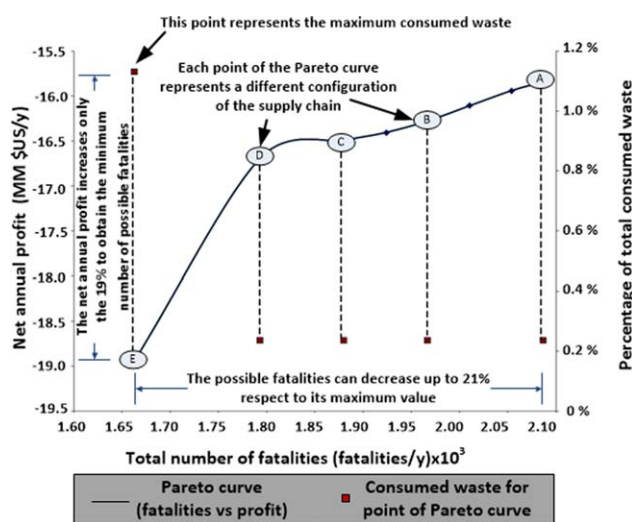 This point represents the maximum consumed waste
-15.5
-16.0
-16.5
-17.0
-17.5
-18.0
-18.5
-18.8
-19.0
-19.5
Net annual profit (MM $US/y)
The net annual profit increases only
the 19% to obtain the minimum
number of possible fatalities
Each point of the Pareto curve
represents a different configuration
of the supply chain
A
B
C
D
E
1.2 %
1.0 %
0.8 %
0.6 %
0.4 %
0.2 %
0 %
Percentage of total consumed waste
The possible fatalities can decrease up to 21%
respect to its maximum value
1.60 1.65 1.70 1.80 1.85 1.90 1.95 2.00 2.05 2.10
Total number of fatalities (fatalities/y)x10³
Pareto curve
(fatalities vs profit)
Consumed waste for
point of Pareto curve